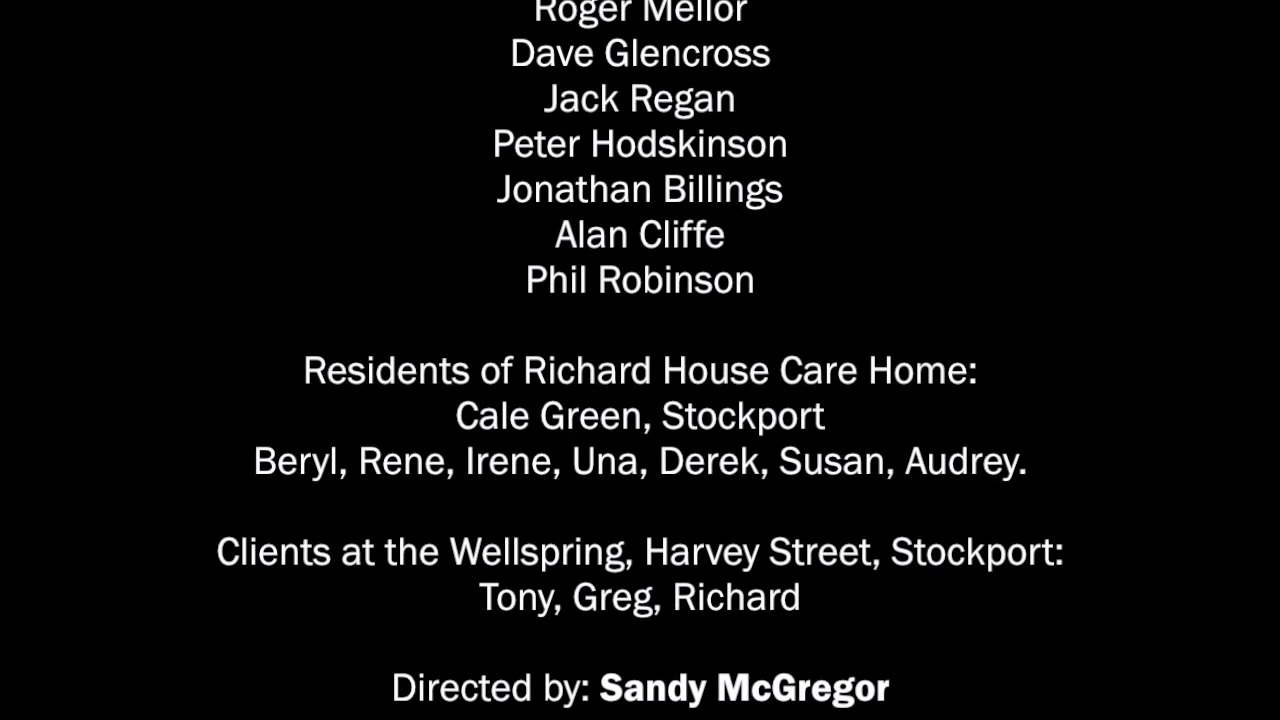 Roger Mellor
Dave Glencross
Jack Regan
Peter Hodskinson
Jonathan Billings
Alan Cliffe
Phil Robinson
Residents of Richard House Care Home:
Cale Green, Stockport
Beryl, Rene, Irene, Una, Derek, Susan, Audrey.
Clients at the Wellspring, Harvey Street, Stockport:
Tony, Greg, Richard
Directed by: Sandy McGregor